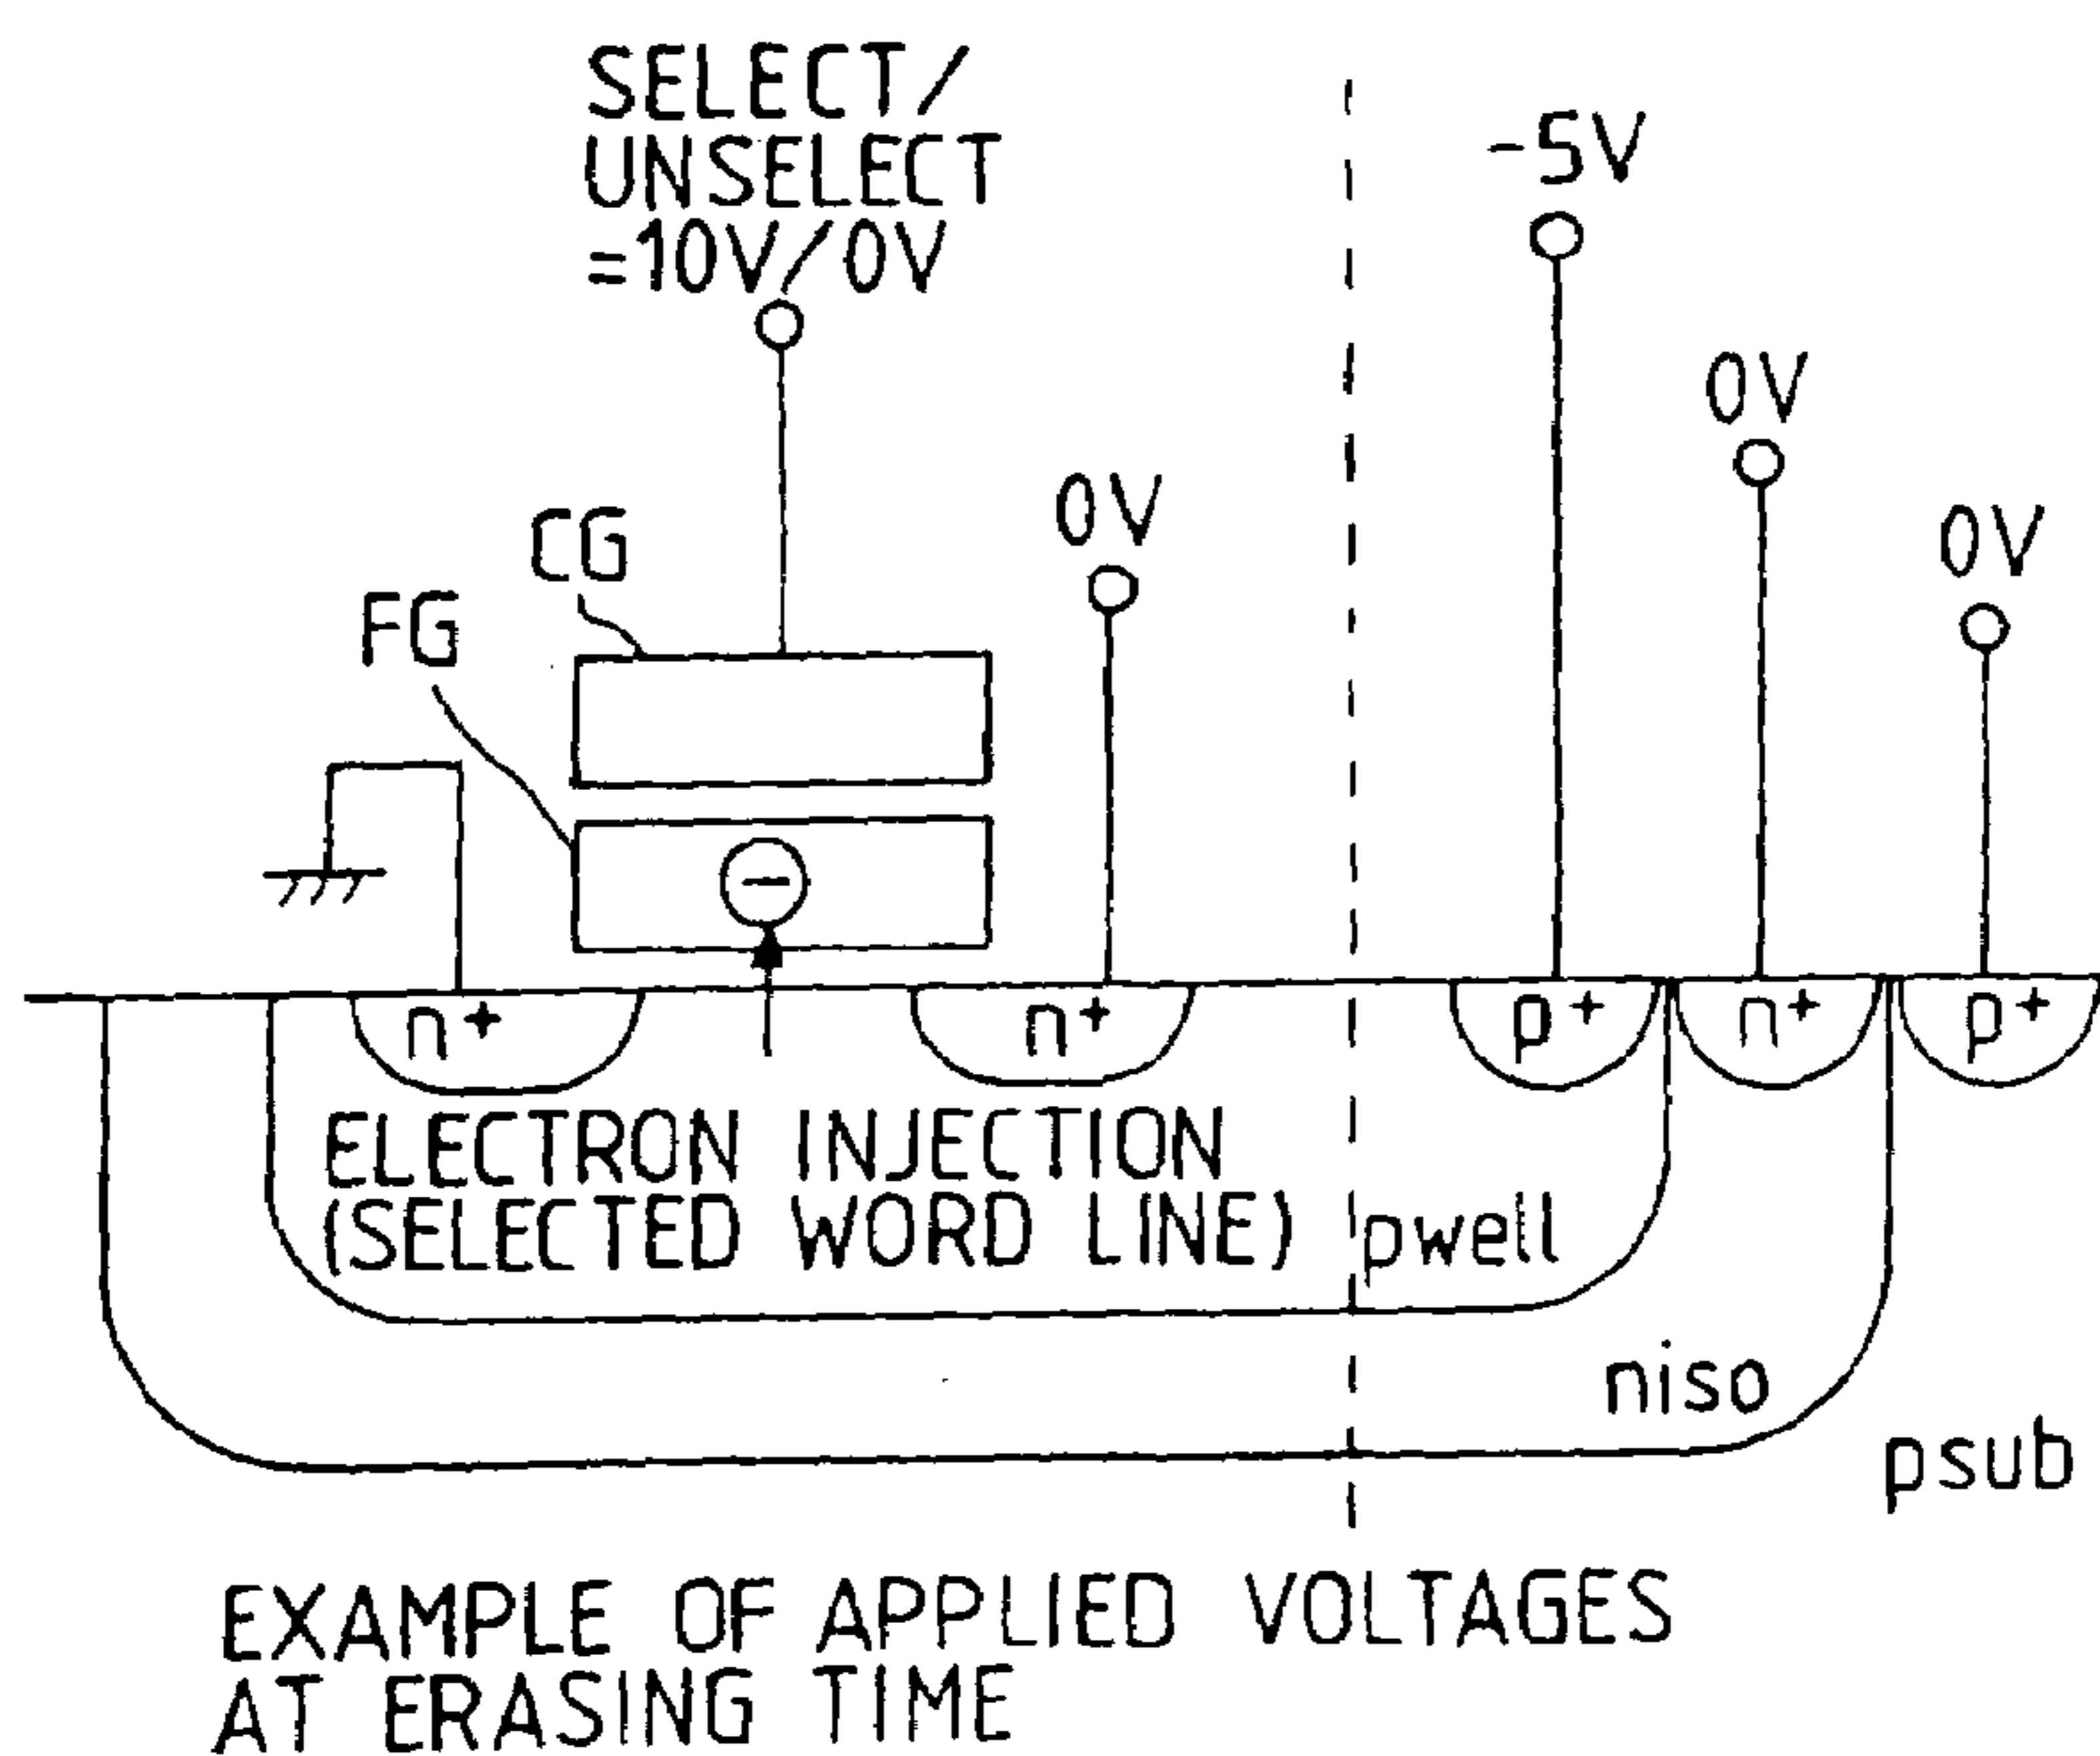 SELECT/
UNSELECT
=10V/0V
-5V
0V
0V
0V
CG
FG
n+
n+
p+
n+
p+
ELECTRON INJECTION
(SELECTED WORD LINE)
pwell
niso
psub
EXAMPLE OF APPLIED VOLTAGES
AT ERASING TIME